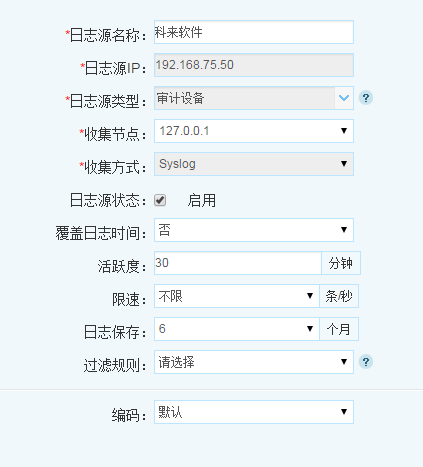 *日志源名称： 科来软件
*日志源IP： 192.168.75.50
*日志源类型： 审计设备 ?
*收集节点： 127.0.0.1
*收集方式： Syslog
日志源状态： 启用
覆盖日志时间： 否
活跃度： 30 分钟
限速： 不限 条/秒
日志保存： 6 个月
过滤规则： 请选择 ?
编码： 默认